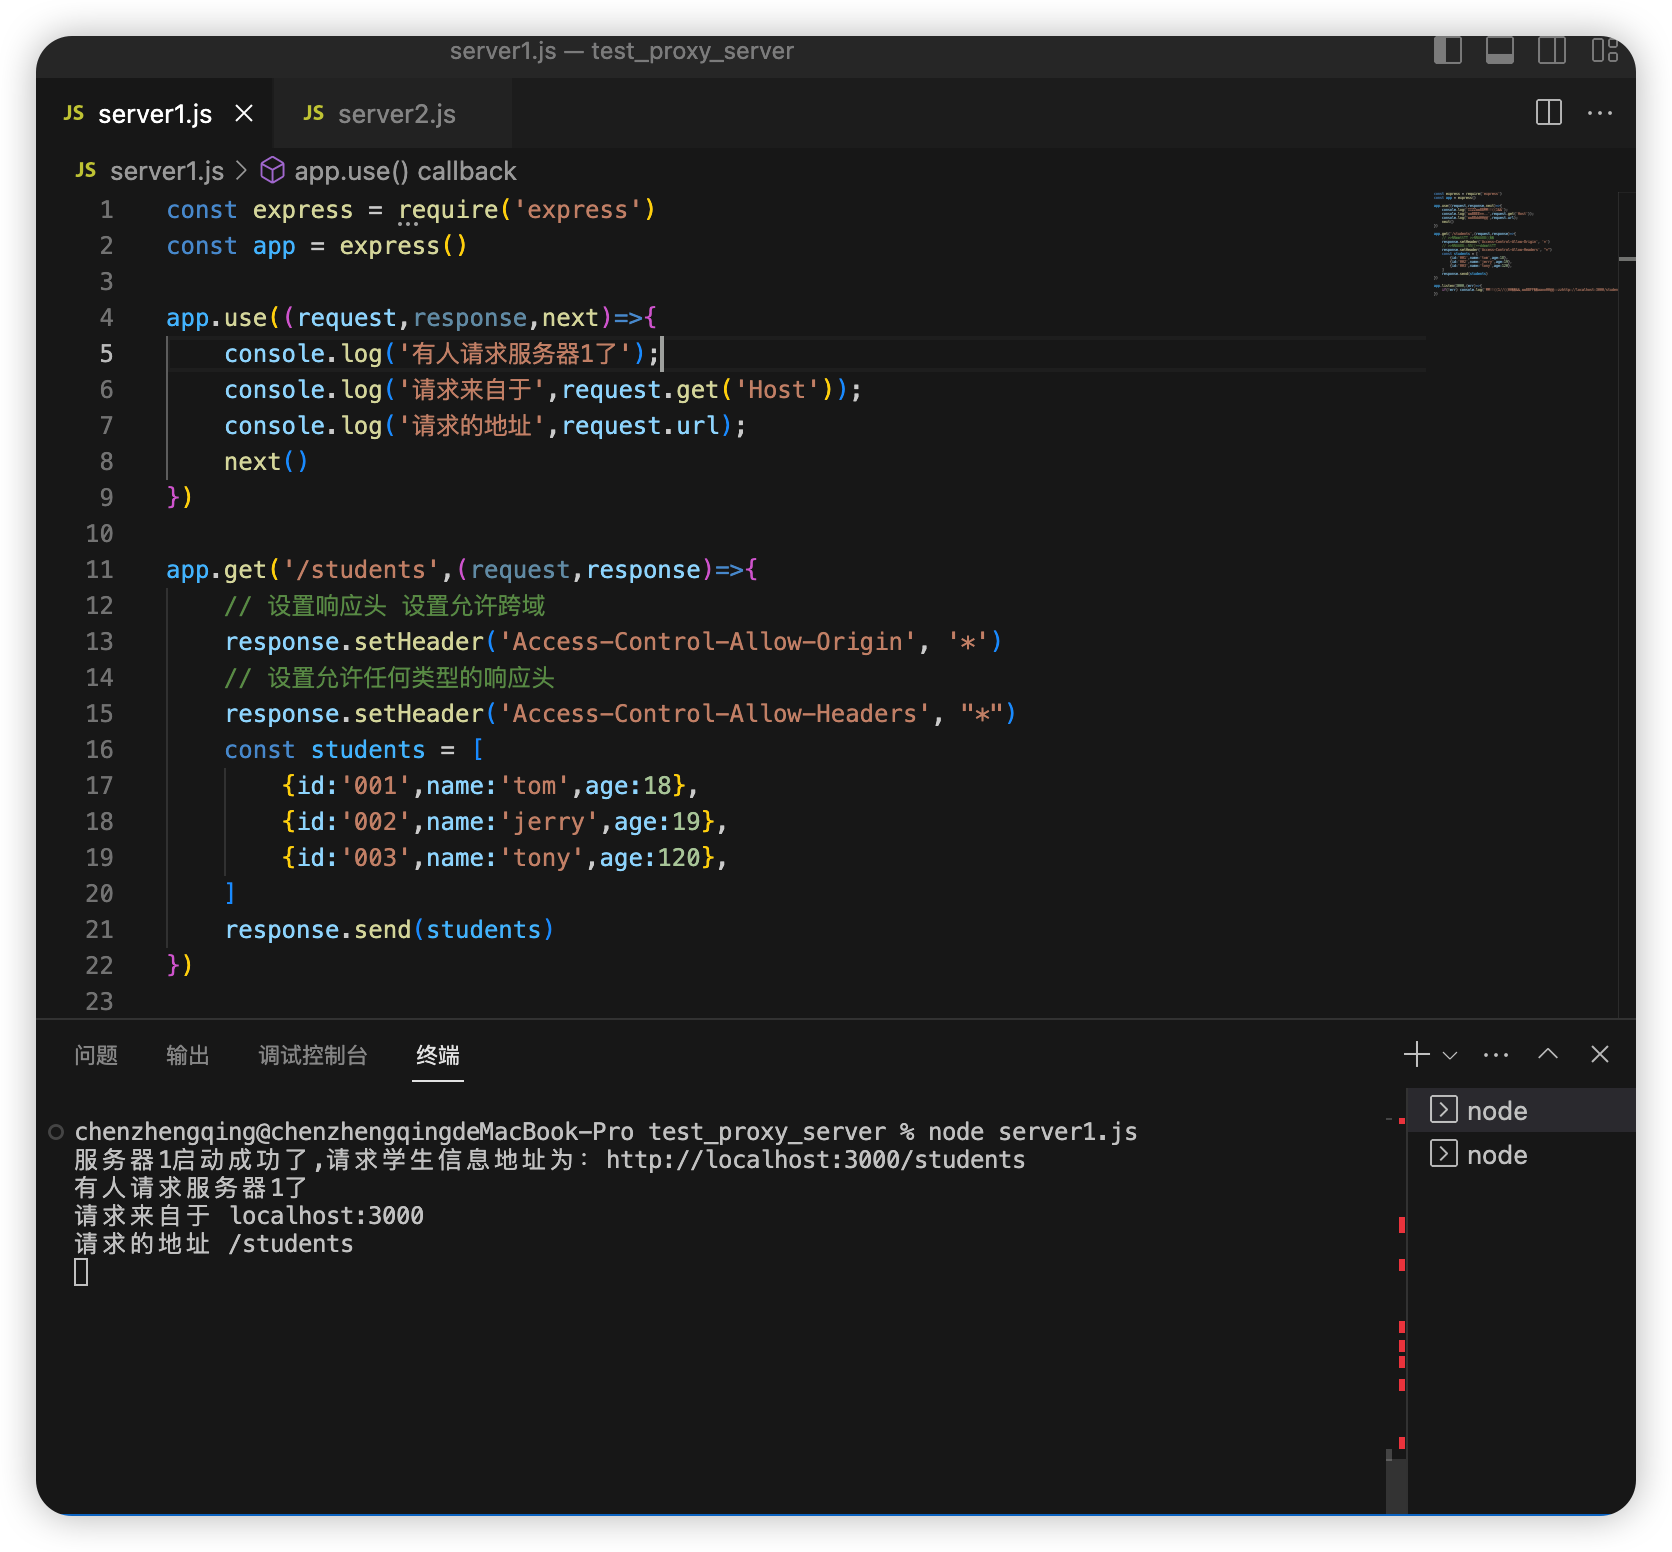 server1.js — test_proxy_server
JS server1.js
JS server2.js
JS server1.js > app.use() callback
1 const express = require('express')
2 const app = express()
3
4 app.use((request,response,next)=>{
5 console.log('有人请求服务器1了');
6 console.log('请求来自于',request.get('Host'));
7 console.log('请求的地址',request.url);
8 next()
9 })
10
11 app.get('/students',(request,response)=>{
12 // 设置响应头 设置允许跨域
13 response.setHeader('Access-Control-Allow-Origin', '*')
14 // 设置允许任何类型的响应头
15 response.setHeader('Access-Control-Allow-Headers', "*")
16 const students = [
17 {id:'001',name:'tom',age:18},
18 {id:'002',name:'jerry',age:19},
19 {id:'003',name:'tony',age:120},
20 ]
21 response.send(students)
22 })
23
问题 输出 调试控制台 终端
chenzhengqing@chenzhengqingdeMacBook-Pro test_proxy_server % node server1.js
服务器1启动成功了,请求学生信息地址为: http://localhost:3000/students
有人请求服务器1了
请求来自于 localhost:3000
请求的地址 /students
node
node